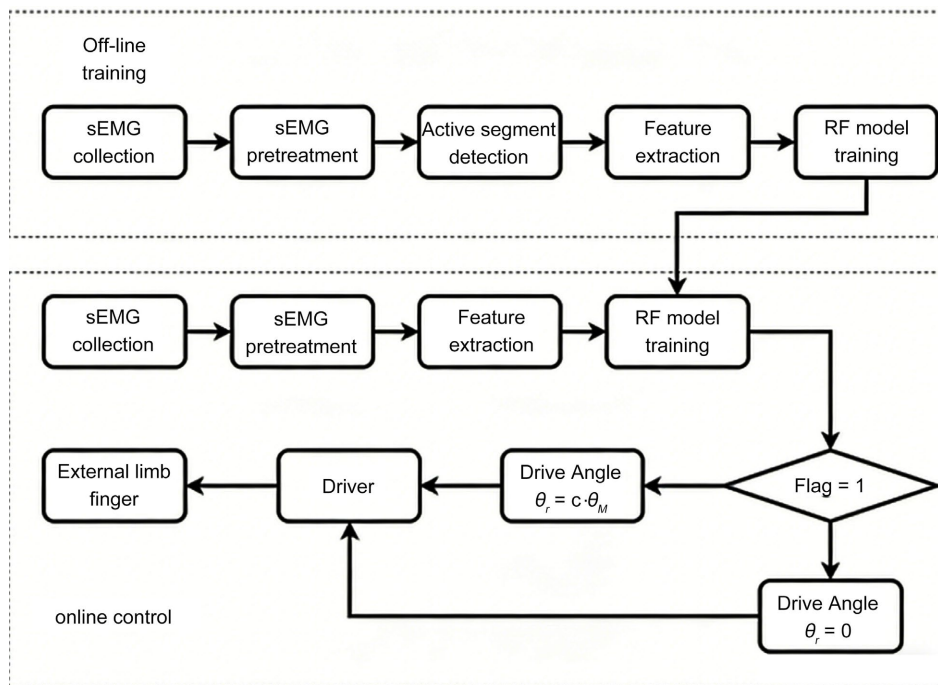 Off-line
training
sEMG
collection
sEMG
pretreatment
Active segment
detection
Feature
extraction
RF model
training
sEMG
collection
sEMG
pretreatment
Feature
extraction
RF model
training
External limb
finger
Driver
Drive Angle
θr = c·θM
Flag = 1
online control
Drive Angle
θr = 0